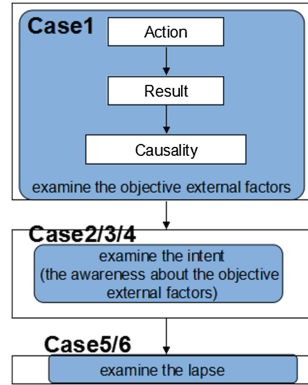 Case1
Action
Result
Causality
examine the objective external factors
Case2/3/4
examine the intent
(the awareness about the objective
external factors)
Case5/6
examine the lapse